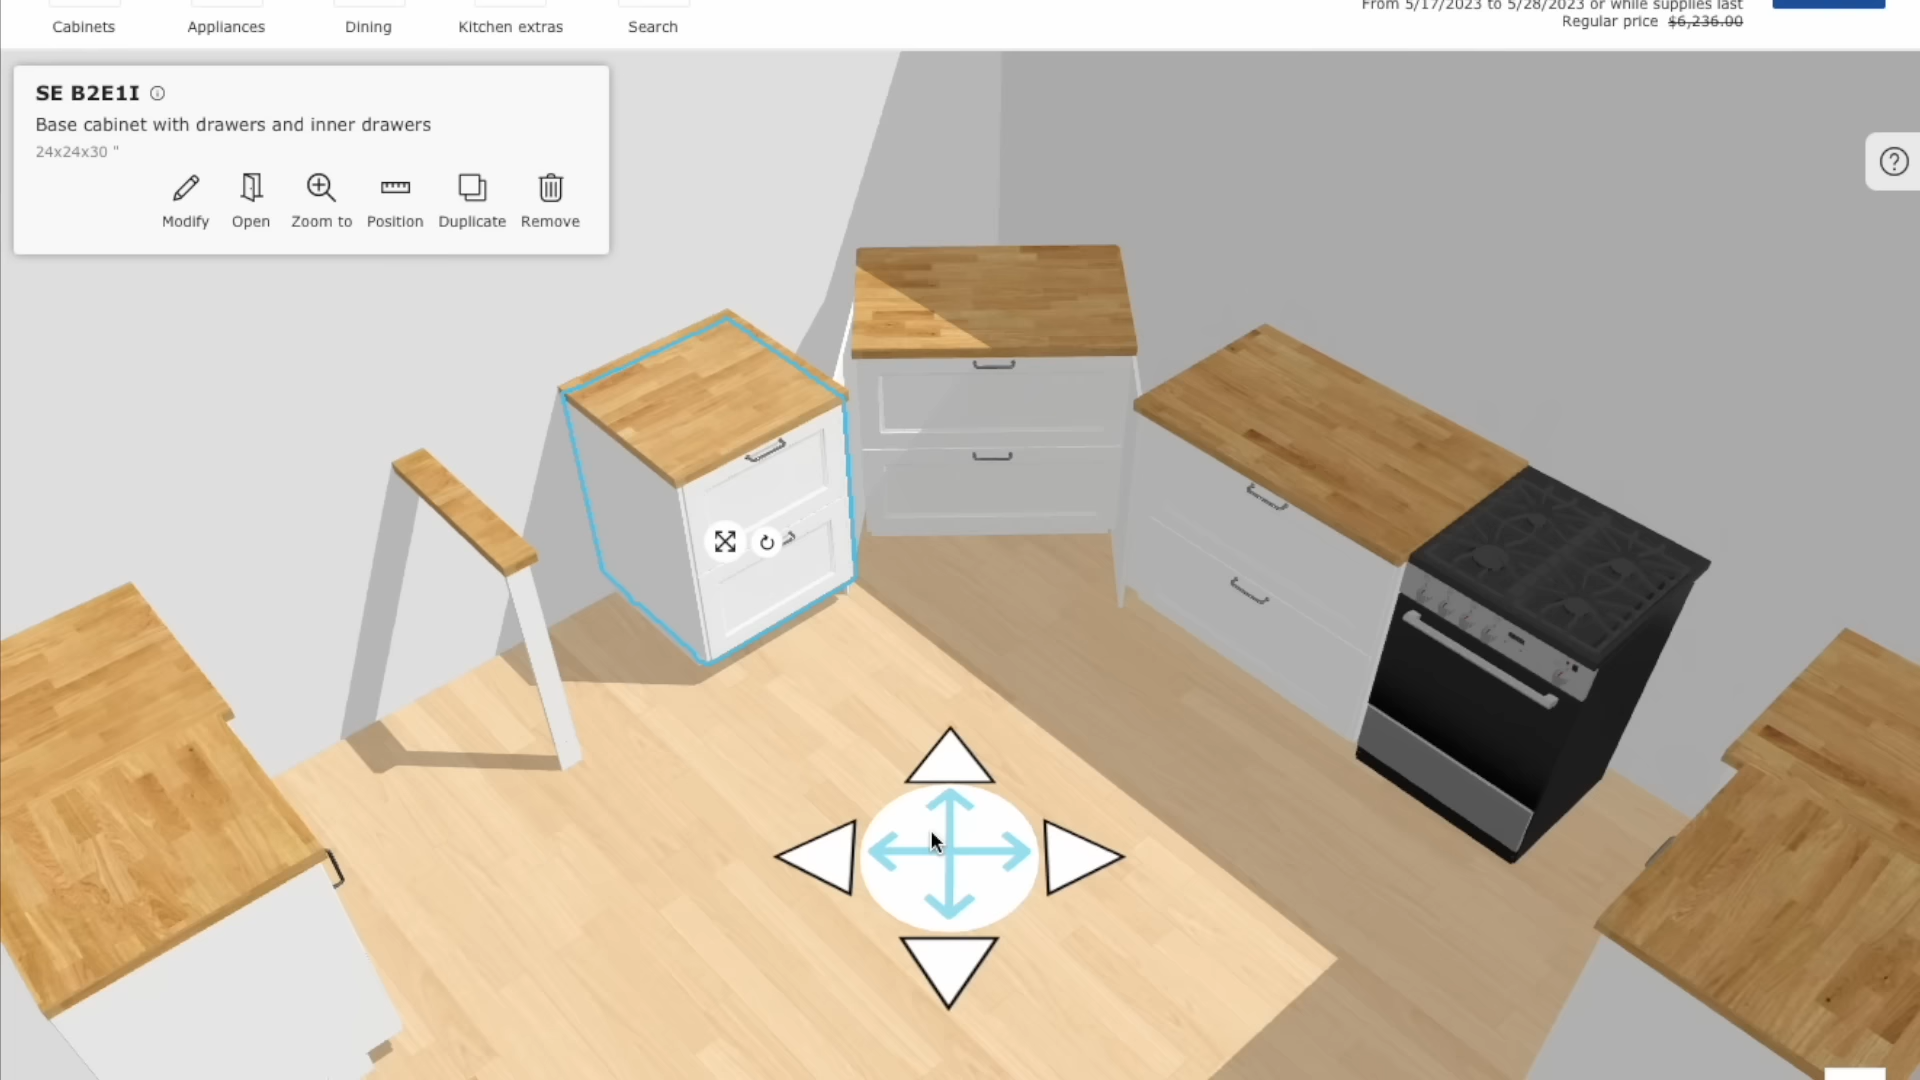 Cabinets
Appliances
Dining
Kitchen extras
Search
From 5/17/2023 to 5/28/2023 or while supplies last
Regular price $6,236.00
SE B2E1I
Base cabinet with drawers and inner drawers
24x24x30 "
Modify
Open
Zoom to
Position
Duplicate
Remove
?